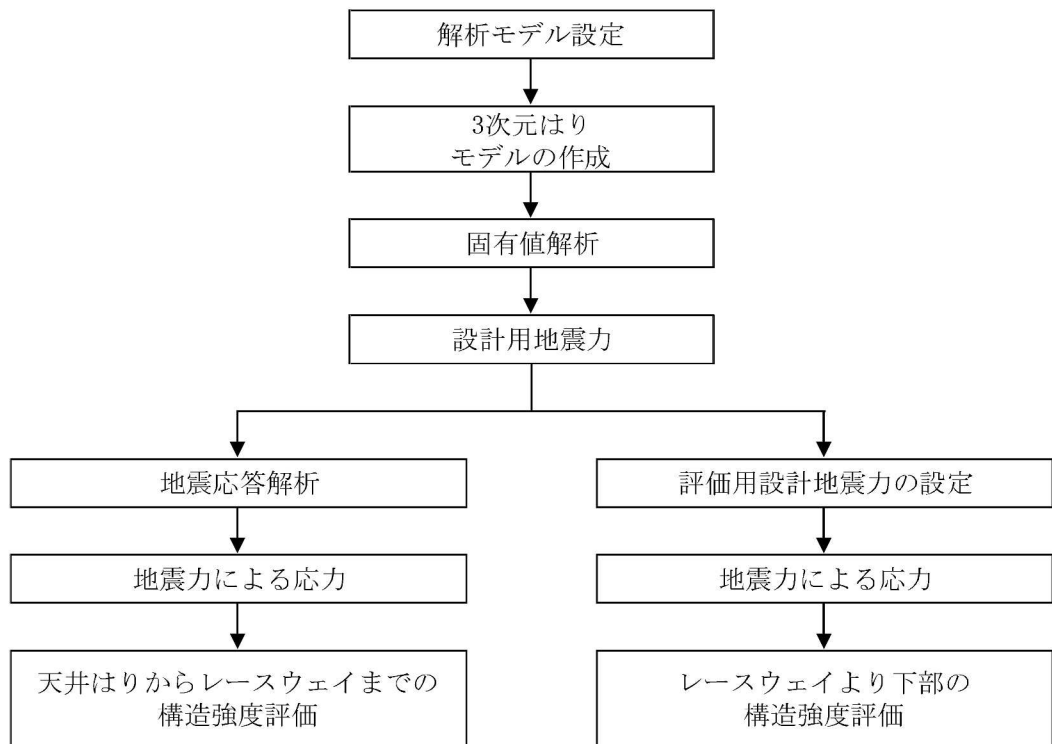 解析モデル設定
3次元はり
モデルの作成
固有値解析
設計用地震力
地震応答解析
地震力による応力
天井はりからレースウェイまでの
構造強度評価
評価用設計地震力の設定
地震力による応力
レースウェイより下部の
構造強度評価